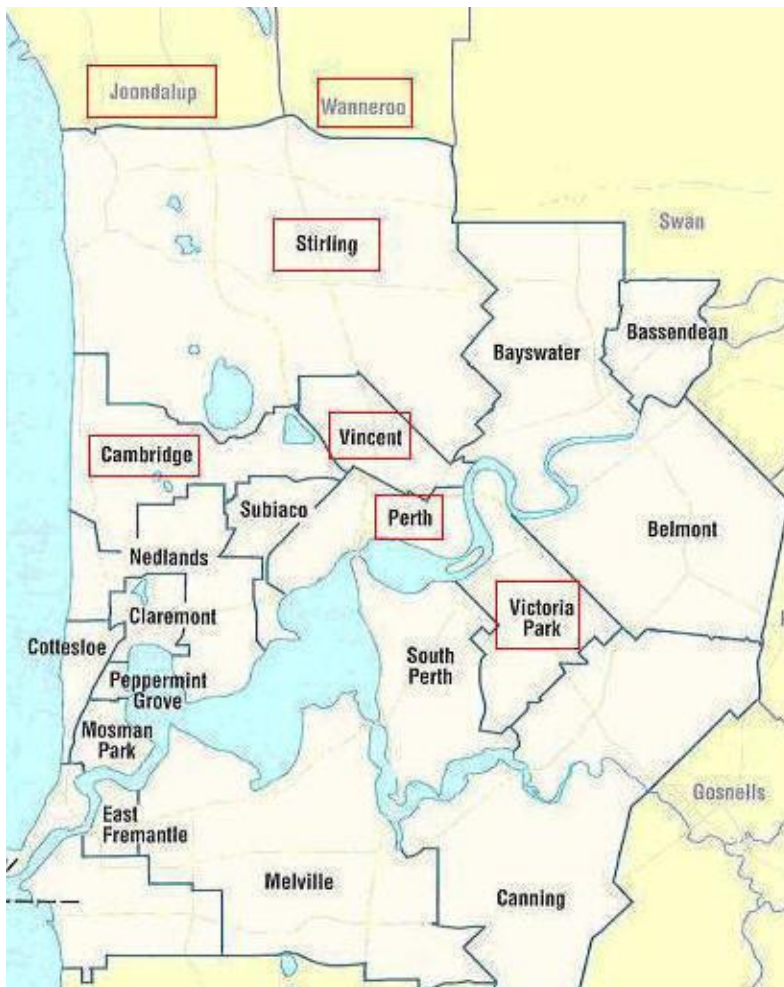 Joondalup
Wanneroo
Swan
Stirling
Bassendean
Bayswater
Vincent
Cambridge
Subiaco
Perth
Belmont
Nedlands
Victoria
Park
Claremont
Cottesloe
South
Perth
Peppermint
Grove
Mosman
Park
Gosnells
East
Fremantle
Melville
Canning